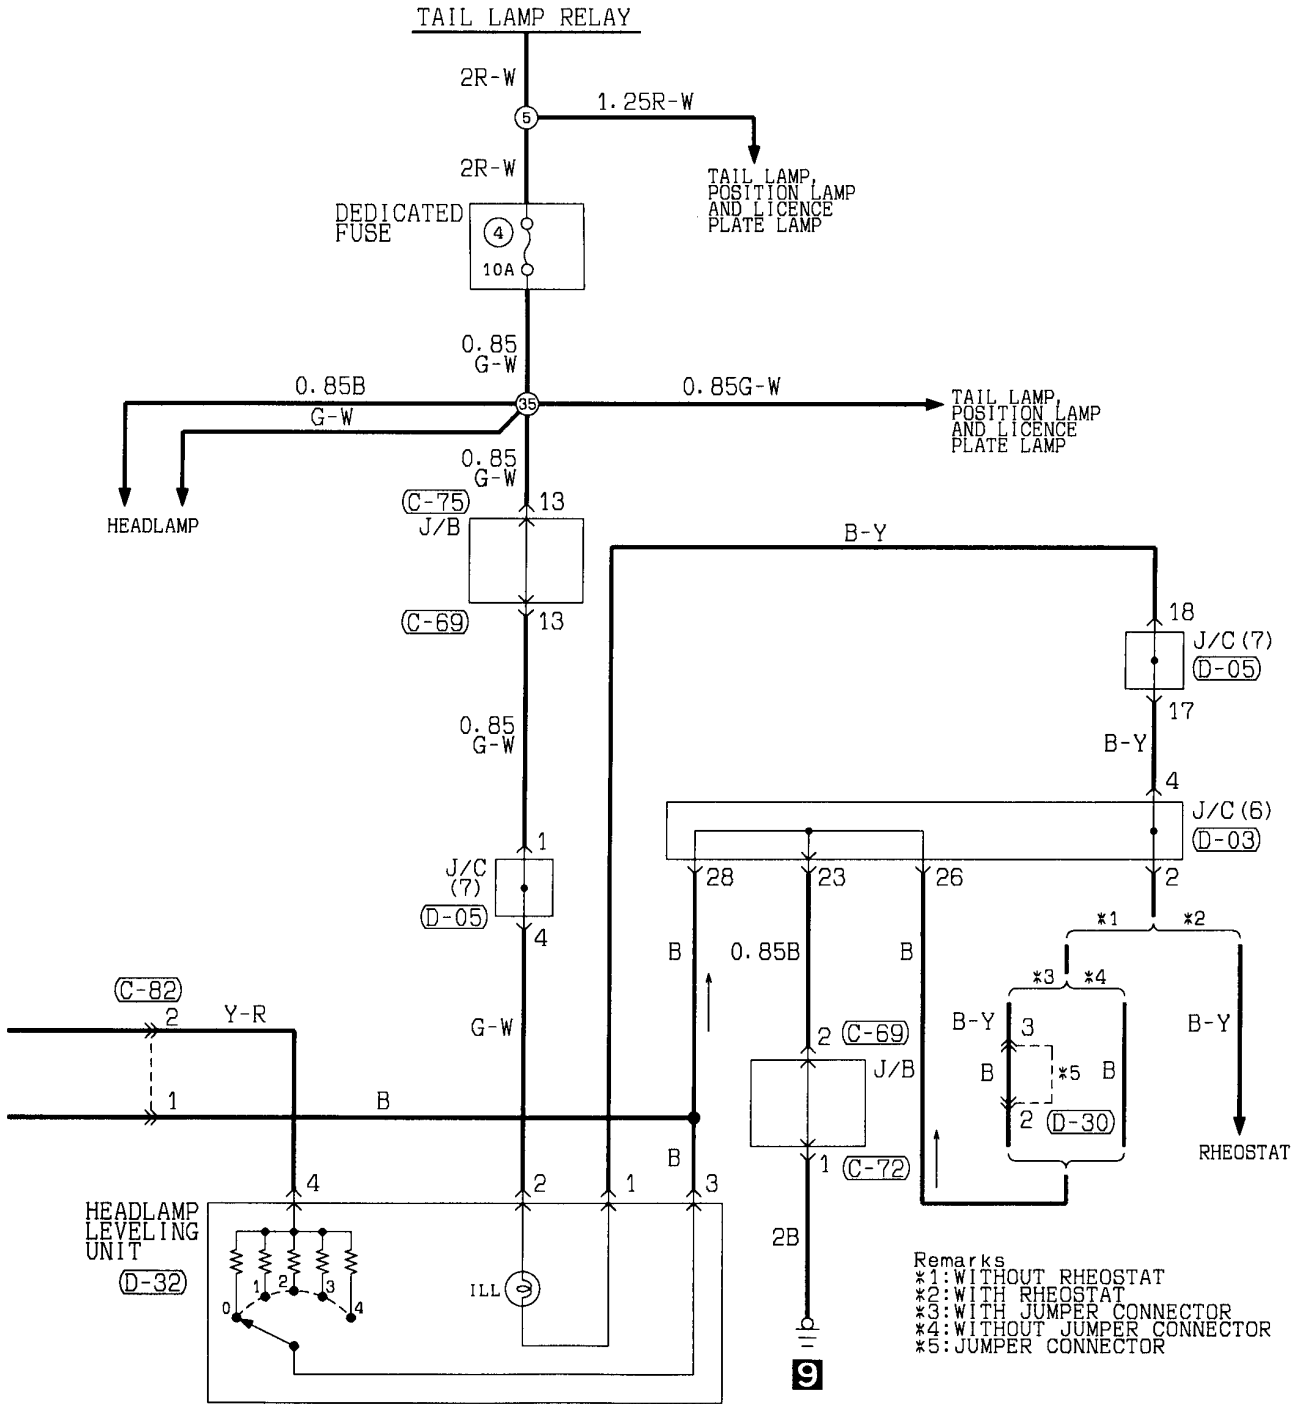 TAIL LAMP RELAY
2R-W
5
1.25R-W
2R-W
TAIL LAMP,
POSITION LAMP
AND LICENCE
PLATE LAMP
DEDICATED
FUSE
4
10A
0.85
G-W
0.85B
35
0.85G-W
G-W
TAIL LAMP,
POSITION LAMP
AND LICENCE
PLATE LAMP
0.85
G-W
HEADLAMP
C-75
13
J/B
B-Y
C-69
13
18
J/C (7)
D-05
17
0.85
G-W
B-Y
4
J/C (6)
D-03
1
J/C
(7)
D-05
4
28
23
26
2
*1
*2
B
0.85B
B
*3
*4
C-82
2
Y-R
G-W
B-Y
3
B-Y
2
C-69
J/B
B
*5
B
1
B
2
D-30
RHEOSTAT
B
1
C-72
4
2
1
3
HEADLAMP
LEVELING
UNIT
D-32
2B
0
1
2
3
4
ILL
9
Remarks
*1:WITHOUT RHEOSTAT
*2:WITH RHEOSTAT
*3:WITH JUMPER CONNECTOR
*4:WITHOUT JUMPER CONNECTOR
*5:JUMPER CONNECTOR